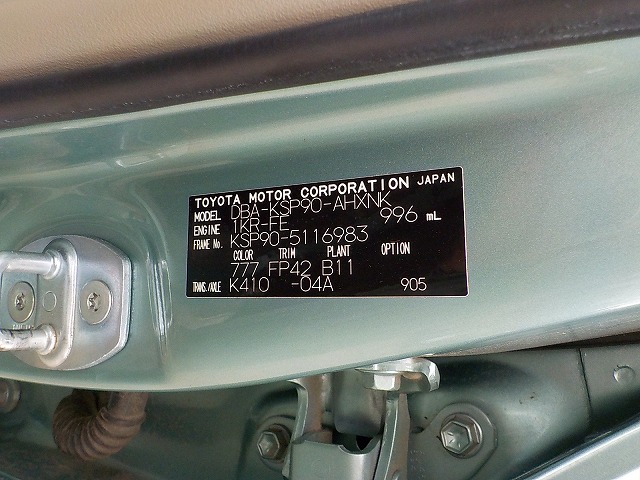 TOYOTA MOTOR CORPORATION JAPAN
MODEL DBA-KSP90-AHXNK
ENGINE 1KR-FE 996 mL
FRAME No. KSP90-5116983
COLOR TRIM PLANT OPTION
777 FP42 B11
TRANS./AXLE K410 -04A 905